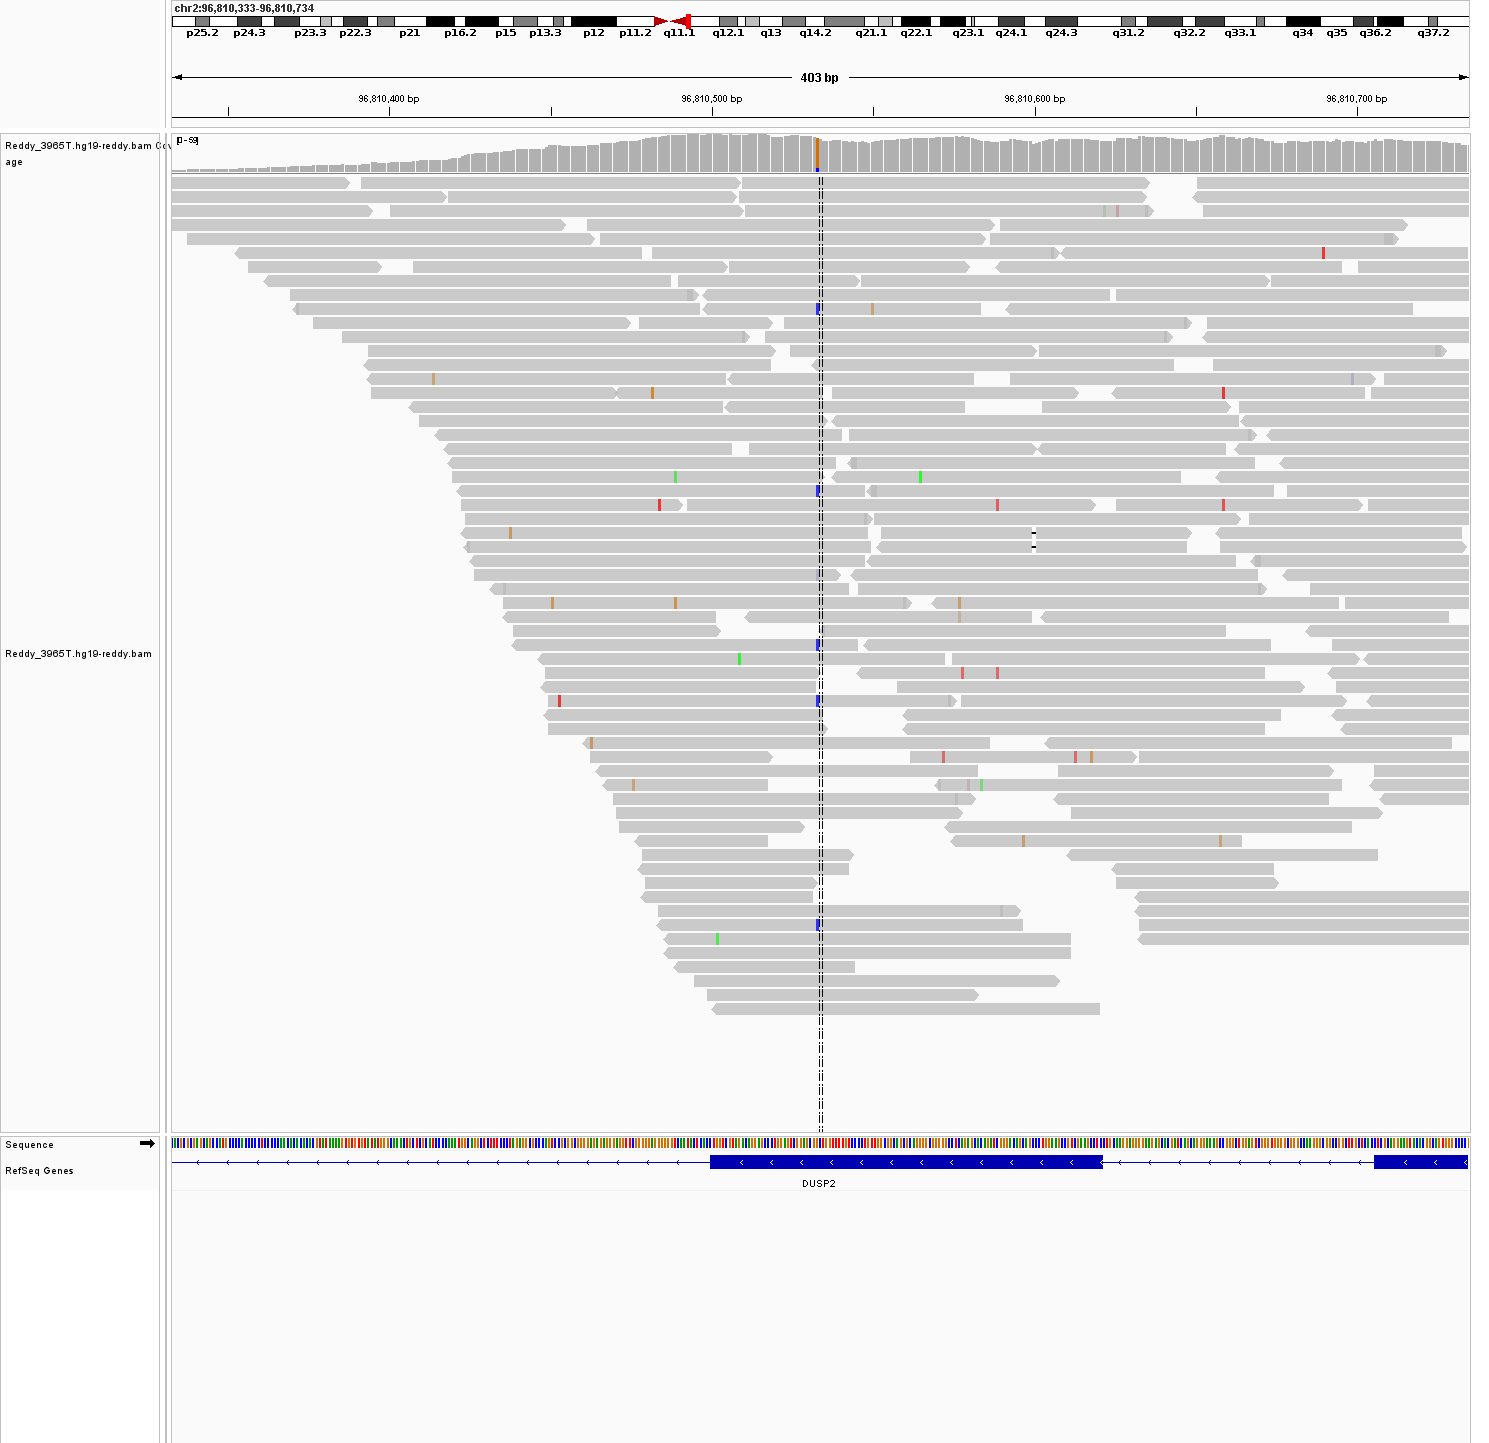 chr2:96,810,333-96,810,734
p25.2 p24.3 p23.3 p22.3 p21 p16.2 p15 p13.3 p12 p11.2 q11.1 q12.1 q13 q14.2 q21.1 q22.1 q23.1 q24.1 q24.3 q31.2 q32.2 q33.1 q34 q35 q36.2 q37.2
403 bp
96,810,400 bp 96,810,500 bp 96,810,600 bp 96,810,700 bp
Reddy_3965T.hg19-reddy.bam Cov
age
[0-59]
Reddy_3965T.hg19-reddy.bam
Sequence
RefSeq Genes
DUSP2